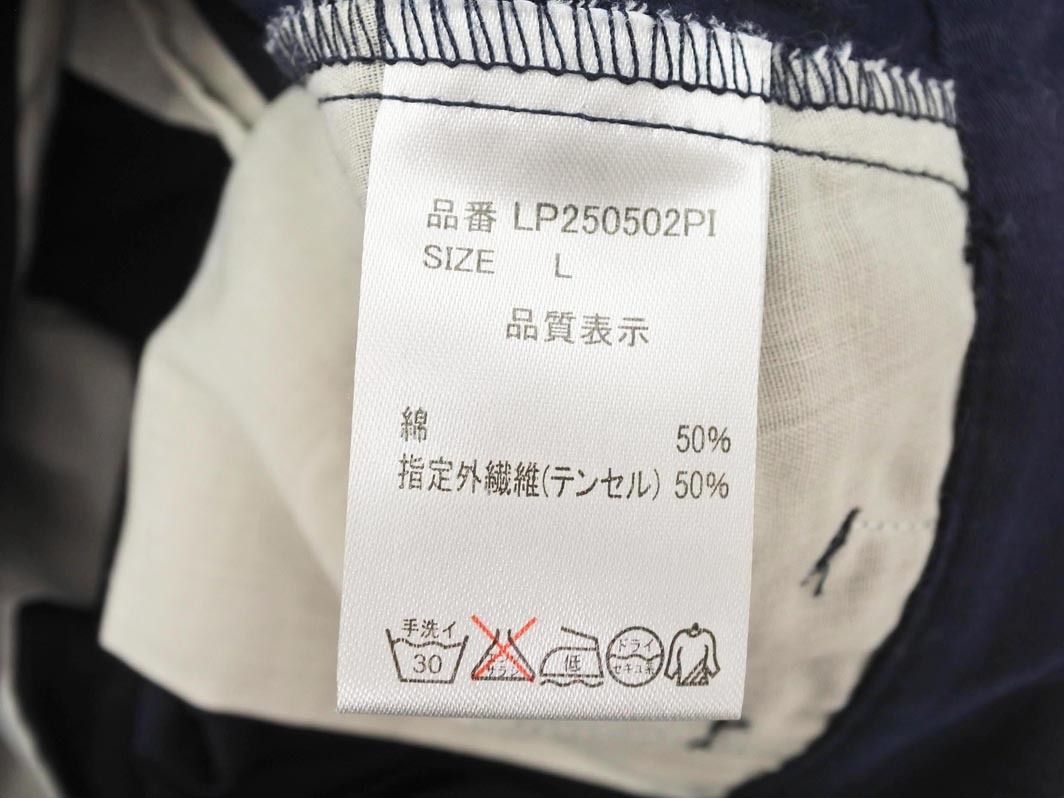 品番 LP250502PI
SIZE L
品質表示
綿 50%
指定外繊維(テンセル) 50%
手洗イ
30
低
ドライ
セキユ系